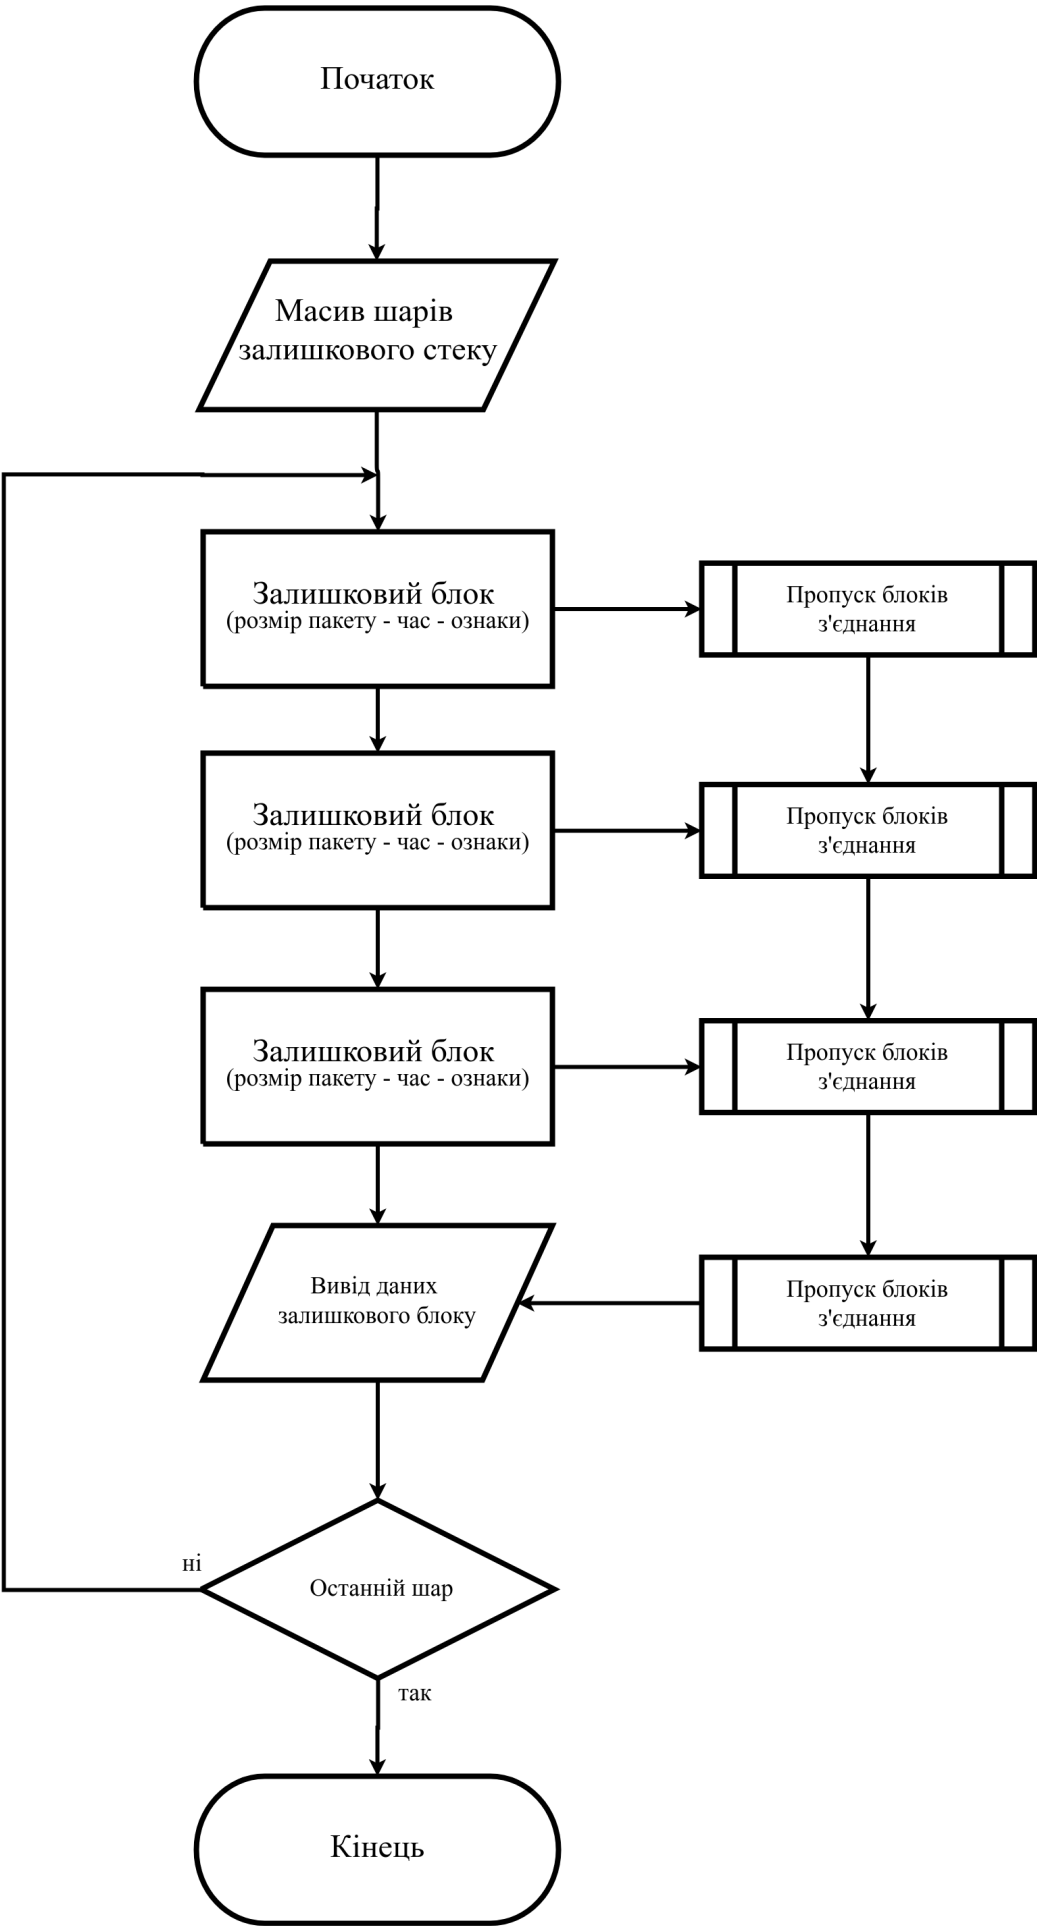 Початок
Масив шарів
залишкового стеку
Залишковий блок
(розмір пакету - час - ознаки)
Пропуск блоків
з'єднання
Залишковий блок
(розмір пакету - час - ознаки)
Пропуск блоків
з'єднання
Залишковий блок
(розмір пакету - час - ознаки)
Пропуск блоків
з'єднання
Вивід даних
залишкового блоку
Пропуск блоків
з'єднання
ні
Останній шар
так
Кінець